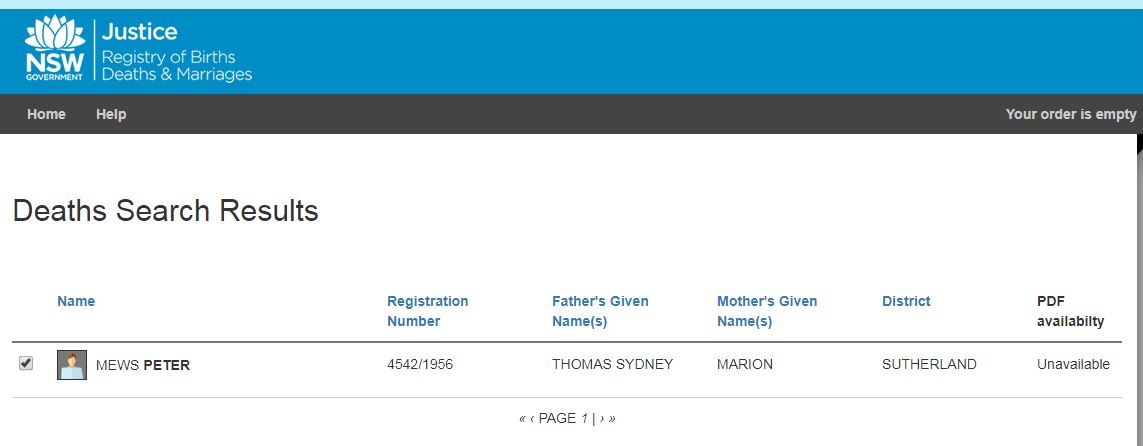 Justice
NSW
GOVERNMENT
Registry of Births
Deaths & Marriages
Home Help Your order is empty
Deaths Search Results
Name Registration Number Father's Given Name(s) Mother's Given Name(s) District PDF availabilty
MEWS PETER 4542/1956 THOMAS SYDNEY MARION SUTHERLAND Unavailable
« ‹ PAGE 1 | › »